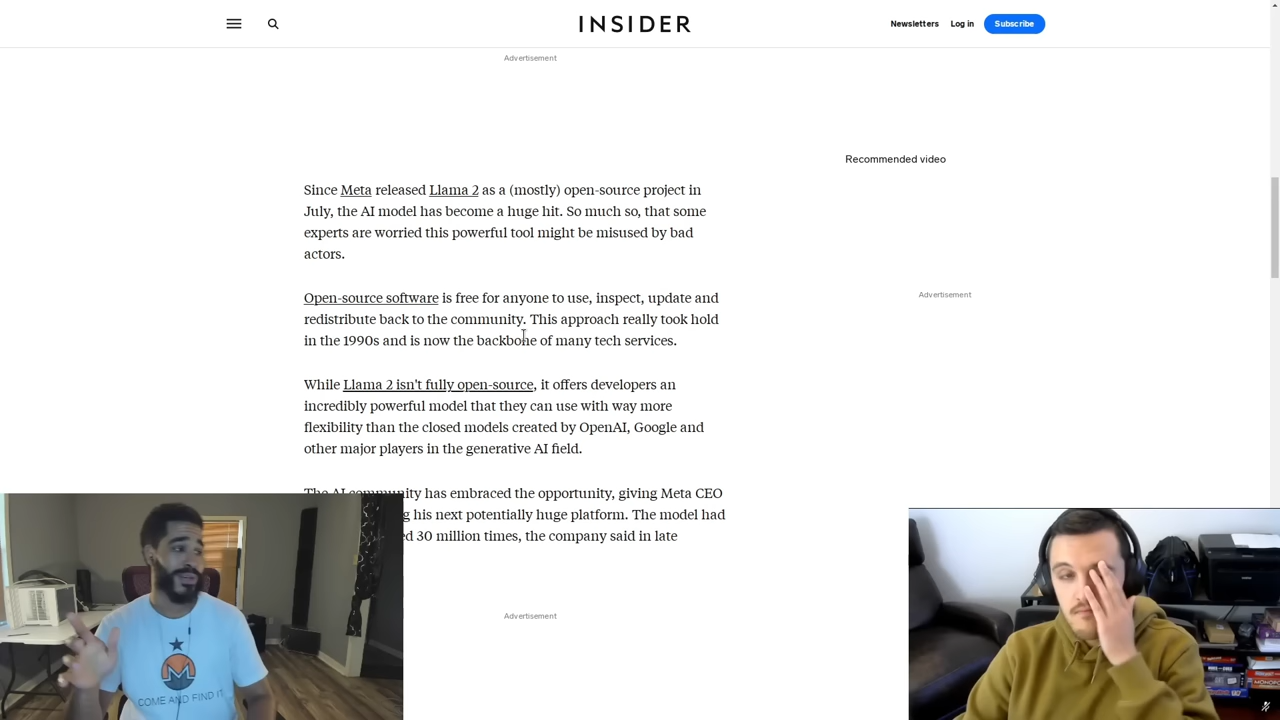 INSIDER
Newsletters
Log in
Subscribe
Advertisement
Recommended video
Since Meta released Llama 2 as a (mostly) open-source project in
July, the AI model has become a huge hit. So much so, that some
experts are worried this powerful tool might be misused by bad
actors.
Advertisement
Open-source software is free for anyone to use, inspect, update and
redistribute back to the community. This approach really took hold
in the 1990s and is now the backbone of many tech services.
While Llama 2 isn't fully open-source, it offers developers an
incredibly powerful model that they can use with way more
flexibility than the closed models created by OpenAI, Google and
other major players in the generative AI field.
The AI community has embraced the opportunity, giving Meta CEO
his next potentially huge platform. The model had
30 million times, the company said in late
Advertisement
COME AND FIND IT